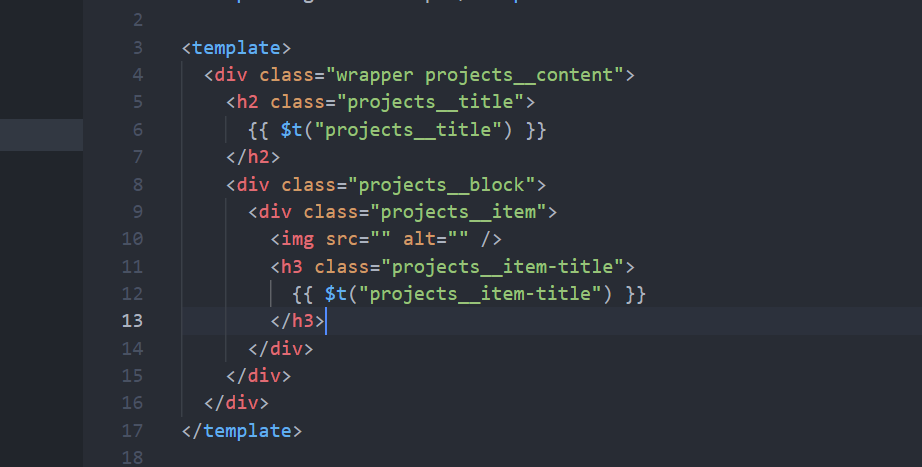 2
3 <template>
4 <div class="wrapper projects__content">
5 <h2 class="projects__title">
6 {{ $t("projects__title") }}
7 </h2>
8 <div class="projects__block">
9 <div class="projects__item">
10 <img src="" alt="" />
11 <h3 class="projects__item-title">
12 {{ $t("projects__item-title") }}
13 </h3>
14 </div>
15 </div>
16 </div>
17 </template>
18